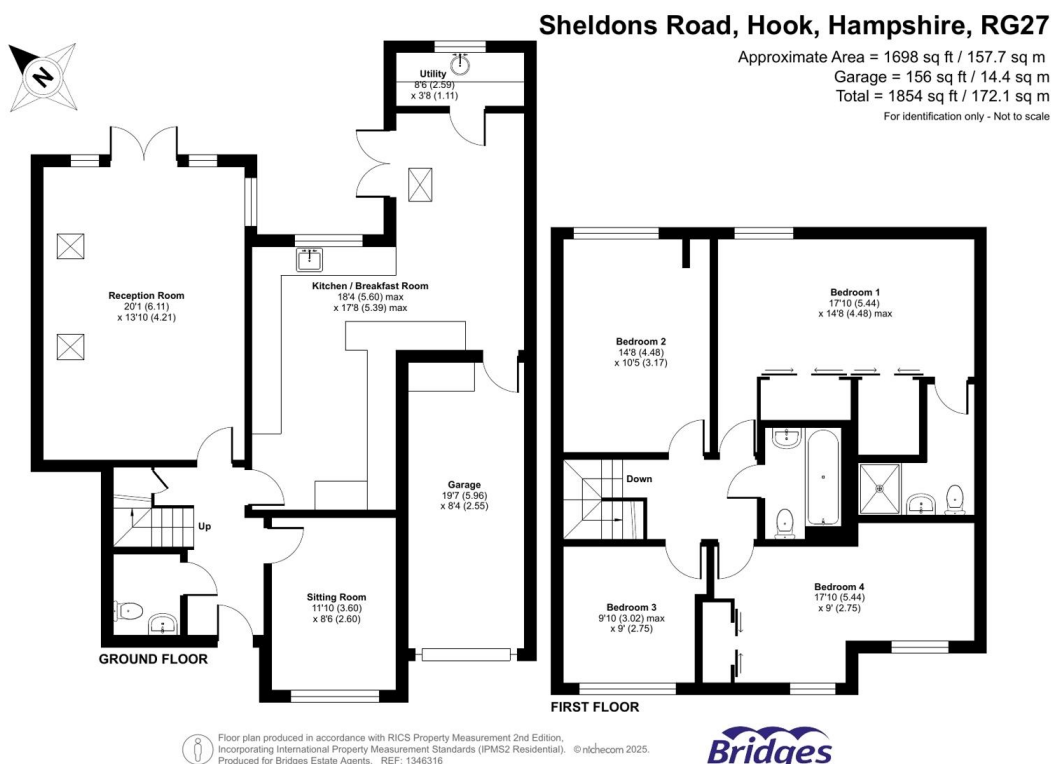 Sheldons Road, Hook, Hampshire, RG27
Approximate Area = 1698 sq ft / 157.7 sq m
Garage = 156 sq ft / 14.4 sq m
Total = 1854 sq ft / 172.1 sq m
For identification only - Not to scale
N
Utility
8'6 (2.59)
x 3'8 (1.11)
Reception Room
20'1 (6.11)
x 13'10 (4.21)
Kitchen / Breakfast Room
18'4 (5.60) max
x 17'8 (5.39) max
Bedroom 1
17'10 (5.44)
x 14'8 (4.48) max
Bedroom 2
14'8 (4.48)
x 10'5 (3.17)
Garage
19'7 (5.96)
x 8'4 (2.55)
Down
Up
Sitting Room
11'10 (3.60)
x 8'6 (2.60)
Bedroom 3
9'10 (3.02) max
x 9' (2.75)
Bedroom 4
17'10 (5.44)
x 9' (2.75)
GROUND FLOOR
FIRST FLOOR
Floor plan produced in accordance with RICS Property Measurement 2nd Edition,
Incorporating International Property Measurement Standards (IPMS2 Residential). © nichecom 2025.
Produced for Bridges Estate Agents. REF: 1346316
Bridges